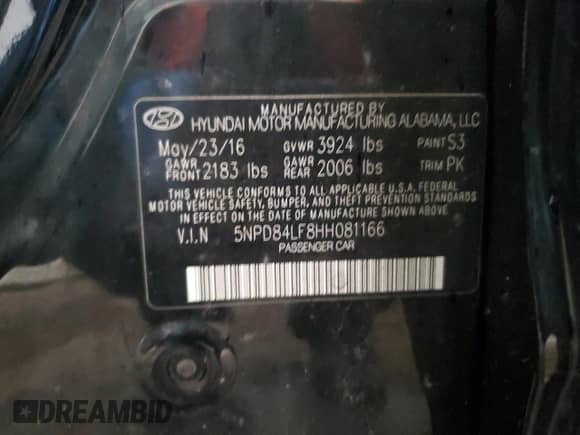 MANUFACTURED BY
HYUNDAI MOTOR MANUFACTURING ALABAMA, LLC
May/23/16 GVWR 3924 lbs PAINT S3
GAWR FRONT 2183 lbs GAWR REAR 2006 lbs TRIM PK
THIS VEHICLE CONFORMS TO ALL APPLICABLE U.S.A. FEDERAL
MOTOR VEHICLE SAFETY, BUMPER, AND THEFT PREVENTION STANDARDS
IN EFFECT ON THE DATE OF MANUFACTURE SHOWN ABOVE.
V.I.N 5NPD84LF8HH081166
PASSENGER CAR
DREAMBID